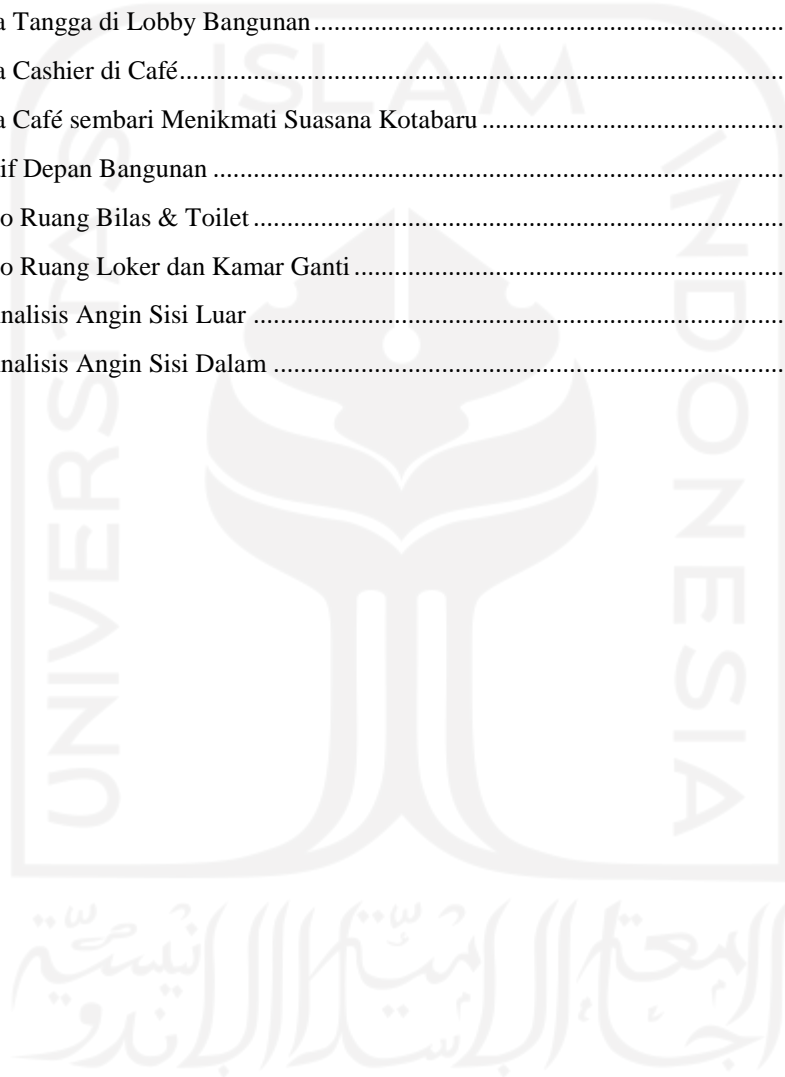 a Tangga di Lobby Bangunan................................................................................
a Cashier di Café................................................................................
a Café sembari Menikmati Suasana Kotabaru................................................................................
if Depan Bangunan................................................................................
o Ruang Bilas & Toilet................................................................................
o Ruang Loker dan Kamar Ganti................................................................................
nalisis Angin Sisi Luar................................................................................
nalisis Angin Sisi Dalam................................................................................
ISLAM
UNIVERSITAS
INDONESIA